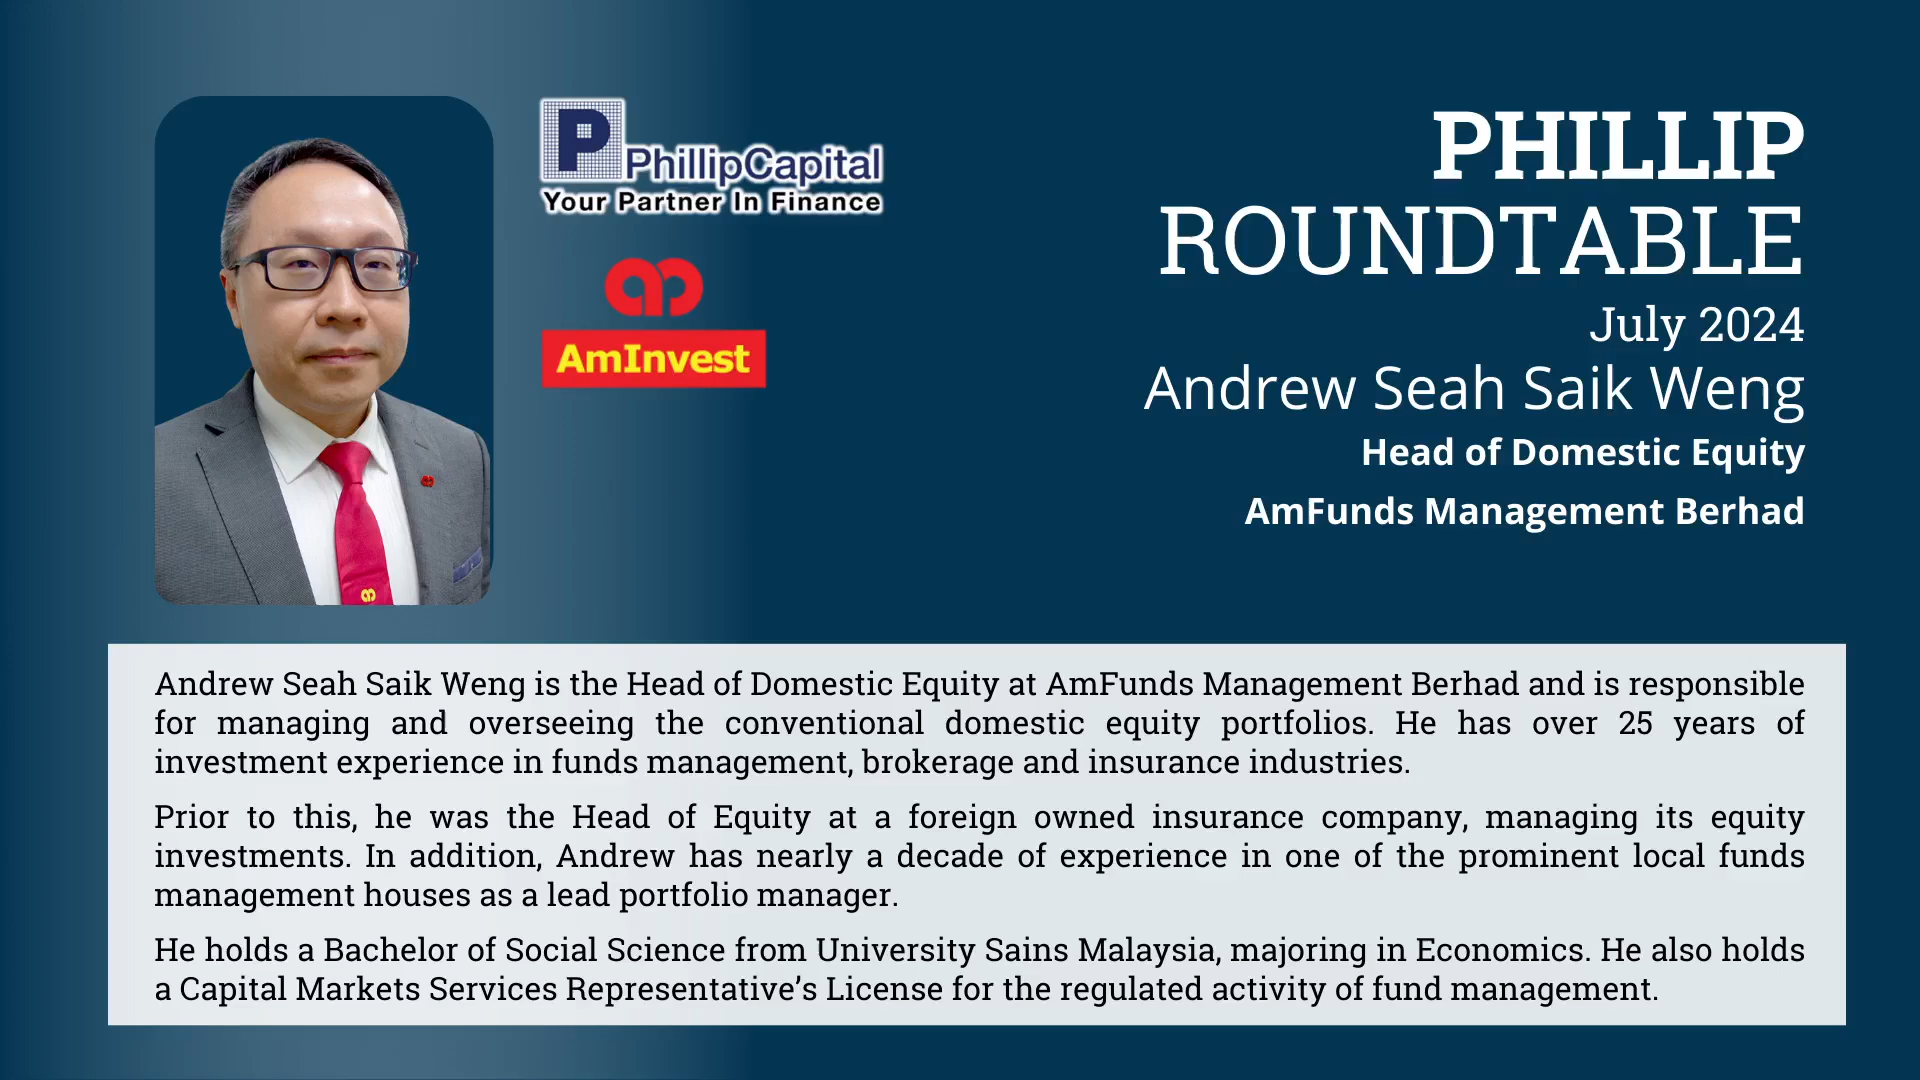 P
PhillipCapital
Your Partner In Finance
AmInvest
PHILLIP
ROUNDTABLE
July 2024
Andrew Seah Saik Weng
Head of Domestic Equity
AmFunds Management Berhad
Andrew Seah Saik Weng is the Head of Domestic Equity at AmFunds Management Berhad and is responsible
for managing and overseeing the conventional domestic equity portfolios. He has over 25 years of
investment experience in funds management, brokerage and insurance industries.
Prior to this, he was the Head of Equity at a foreign owned insurance company, managing its equity
investments. In addition, Andrew has nearly a decade of experience in one of the prominent local funds
management houses as a lead portfolio manager.
He holds a Bachelor of Social Science from University Sains Malaysia, majoring in Economics. He also holds
a Capital Markets Services Representative’s License for the regulated activity of fund management.